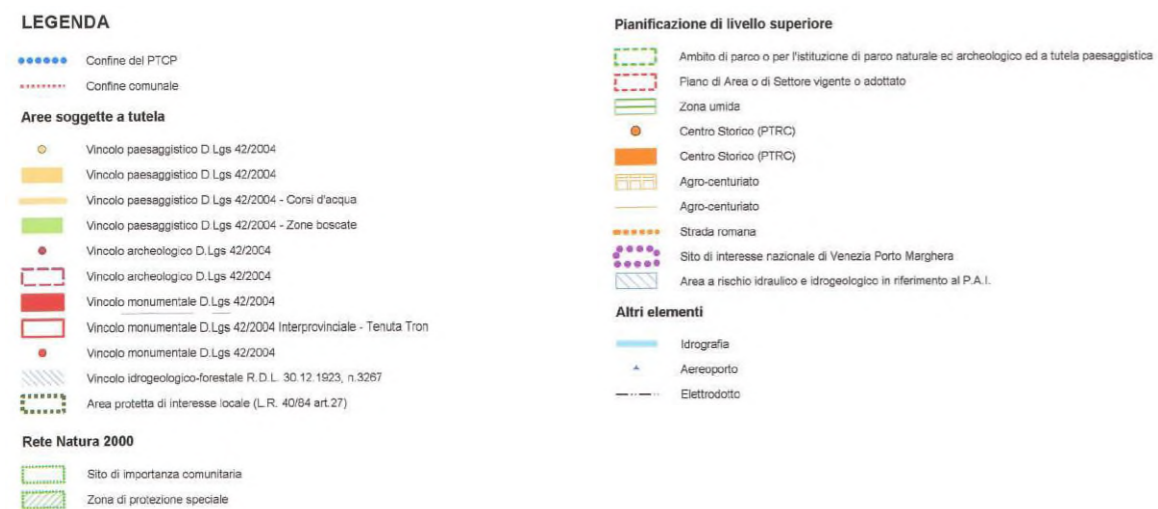 LEGENDA
Confine del PTCP
Confine comunale
Aree soggette a tutela
Vincolo paesaggistico D.Lgs 42/2004
Vincolo paesaggistico D.Lgs 42/2004
Vincolo paesaggistico D.Lgs 42/2004 - Corsi d'acqua
Vincolo paesaggistico D.Lgs 42/2004 - Zone boscate
Vincolo archeologico D.Lgs 42/2004
Vincolo archeologico D.Lgs 42/2004
Vincolo monumentale D.Lgs 42/2004
Vincolo monumentale D.Lgs 42/2004 Interprovinciale - Tenuta Tron
Vincolo monumentale D.Lgs 42/2004
Vincolo idrogeologico-forestale R.D.L. 30.12.1923, n.3267
Area protetta di interesse locale (L.R. 40/84 art.27)
Rete Natura 2000
Sito di importanza comunitaria
Zona di protezione speciale
Pianificazione di livello superiore
Ambito di parco o per l'istituzione di parco naturale ed archeologico ed a tutela paesaggistica
Piano di Area o di Settore vigente o adottato
Zona umida
Centro Storico (PTRC)
Centro Storico (PTRC)
Agro-centuriato
Agro-centuriato
Strada romana
Sito di interesse nazionale di Venezia Porto Marghera
Area a rischio idraulico e idrogeologico in riferimento al P.A.I.
Altri elementi
Idrografia
Aereoporto
Elettrodotto